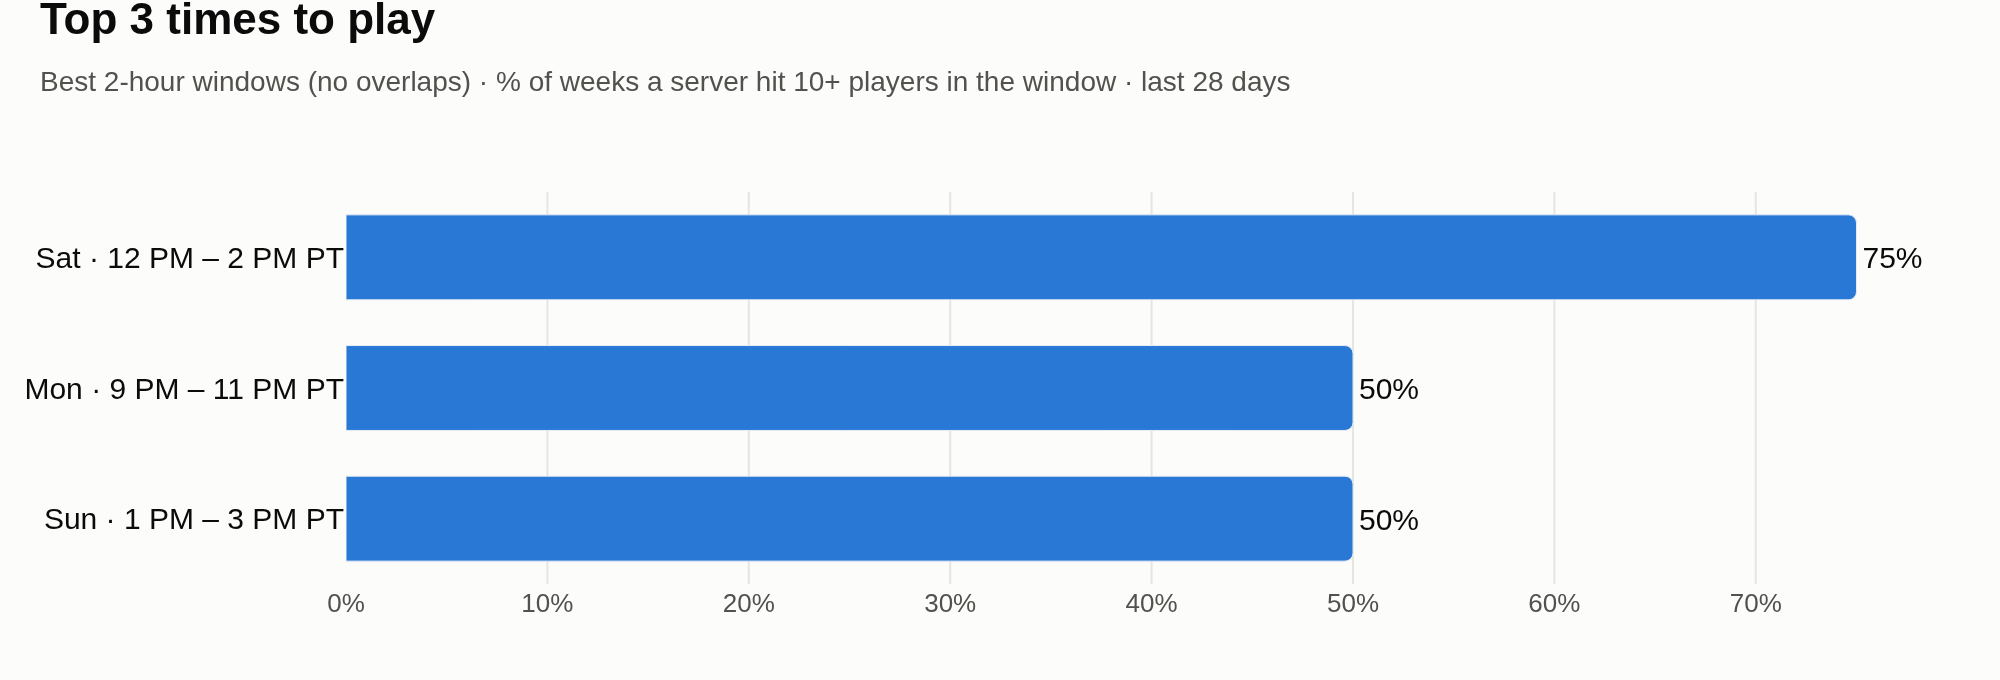 Top 3 times to play
Best 2-hour windows (no overlaps) · % of weeks a server hit 10+ players in the window · last 28 days
Sat · 12 PM – 2 PM PT 75%
Mon · 9 PM – 11 PM PT 50%
Sun · 1 PM – 3 PM PT 50%
0% 10% 20% 30% 40% 50% 60% 70%